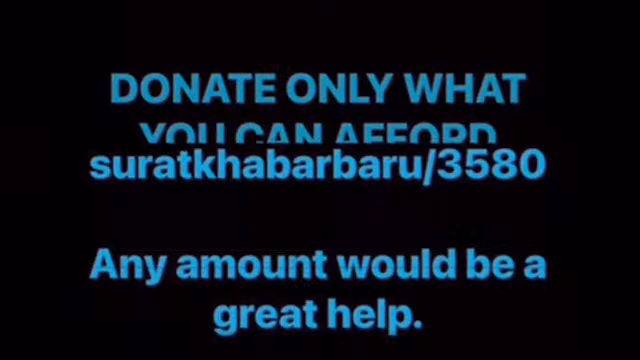 DONATE ONLY WHAT
YOU CAN AFFORD
suratkhabarbaru/3580
Any amount would be a
great help.